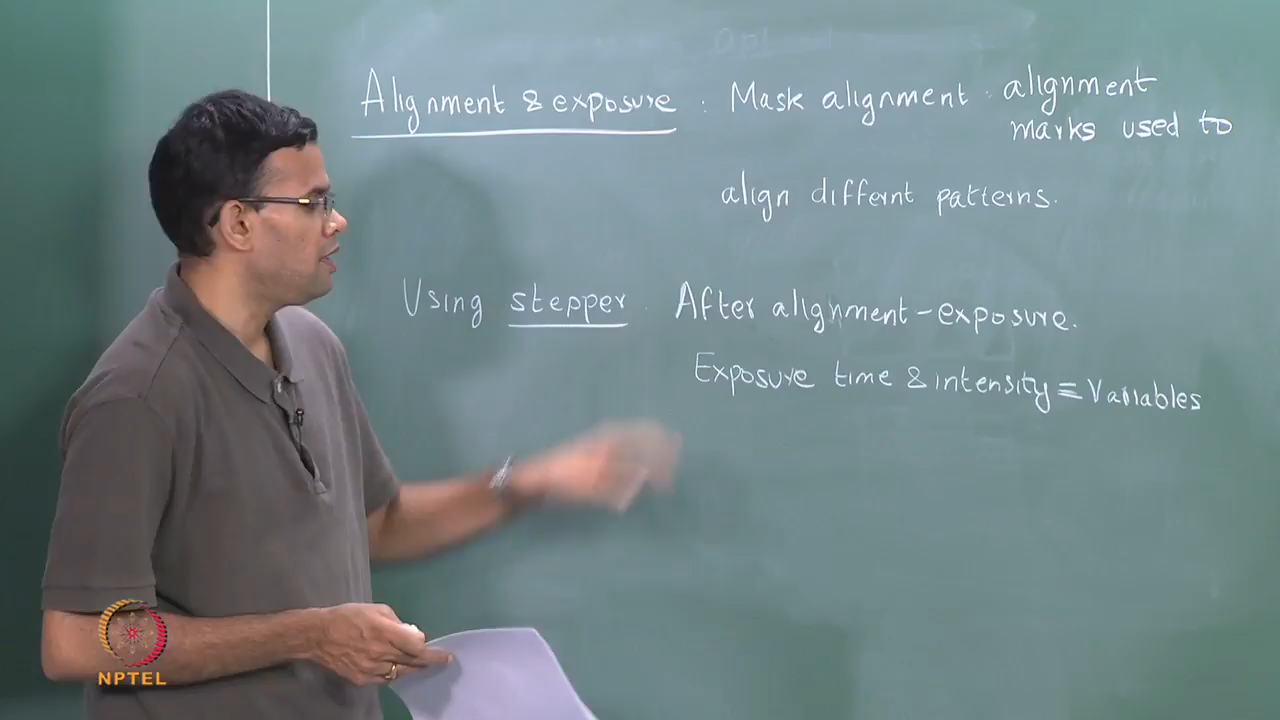 Alignment & exposure : Mask alignment : alignment
marks used to
align differnt patterns.
Using stepper. After alignment - exposure.
Exposure time & intensity ≡ Variables
NPTEL